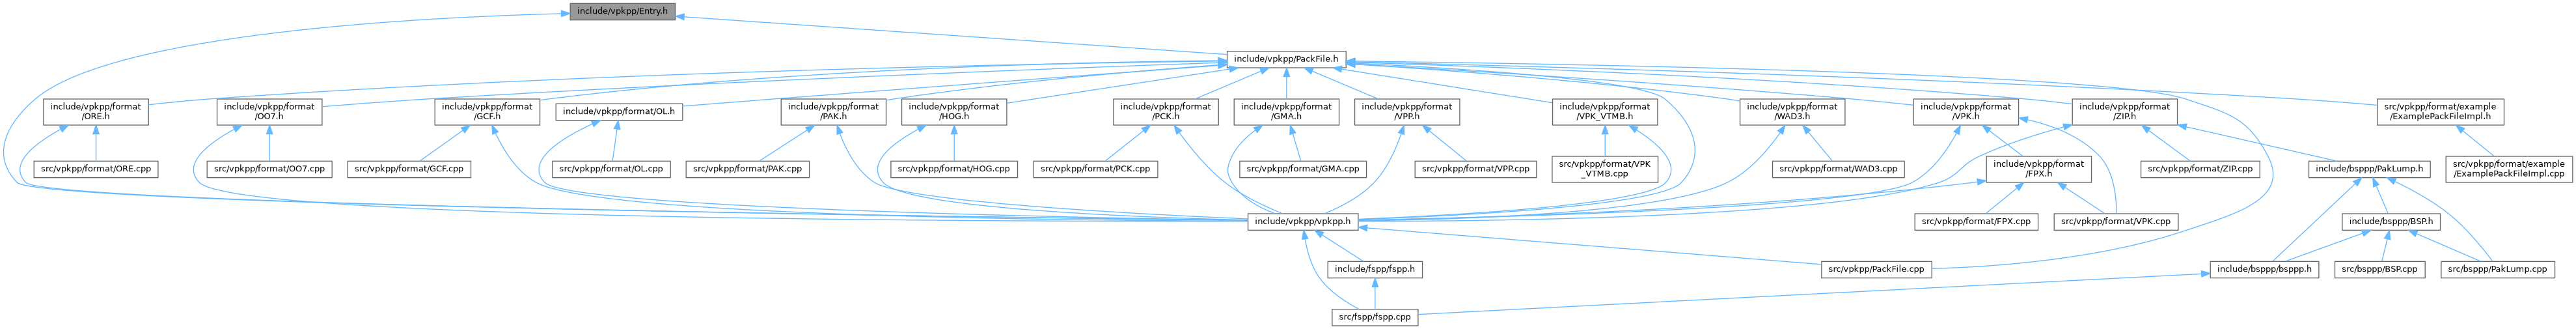 include/vpkpp/Entry.h
include/vpkpp/PackFile.h
include/vpkpp/format
/ORE.h
include/vpkpp/format
/OO7.h
include/vpkpp/format
/GCF.h
include/vpkpp/format/OL.h
include/vpkpp/format
/PAK.h
include/vpkpp/format
/HOG.h
include/vpkpp/format
/PCK.h
include/vpkpp/format
/GMA.h
include/vpkpp/format
/VPP.h
include/vpkpp/format
/VPK_VTMB.h
include/vpkpp/format
/WAD3.h
include/vpkpp/format
/VPK.h
include/vpkpp/format
/ZIP.h
src/vpkpp/format/example
/ExamplePackFileImpl.h
src/vpkpp/format/ORE.cpp
src/vpkpp/format/OO7.cpp
src/vpkpp/format/GCF.cpp
src/vpkpp/format/OL.cpp
src/vpkpp/format/PAK.cpp
src/vpkpp/format/HOG.cpp
src/vpkpp/format/PCK.cpp
src/vpkpp/format/GMA.cpp
src/vpkpp/format/VPP.cpp
src/vpkpp/format/VPK
_VTMB.cpp
src/vpkpp/format/WAD3.cpp
include/vpkpp/format
/FPX.h
src/vpkpp/format/ZIP.cpp
include/bsppp/PakLump.h
src/vpkpp/format/example
/ExamplePackFileImpl.cpp
include/vpkpp/vpkpp.h
src/vpkpp/format/FPX.cpp
src/vpkpp/format/VPK.cpp
include/bsppp/BSP.h
include/fspp/fspp.h
src/vpkpp/PackFile.cpp
include/bsppp/bsppp.h
src/bsppp/BSP.cpp
src/bsppp/PakLump.cpp
src/fspp/fspp.cpp